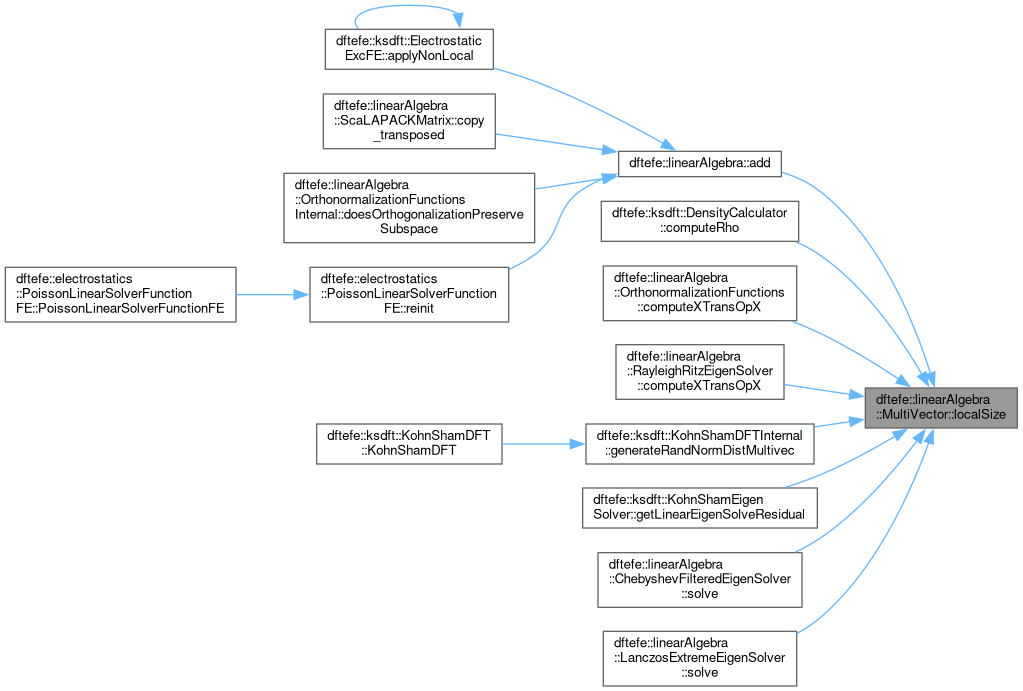 dftefe::ksdft::Electrostatic
ExcFE::applyNonLocal
dftefe::linearAlgebra
::ScaLAPACKMatrix::copy
_transposed
dftefe::linearAlgebra::add
dftefe::linearAlgebra
::OrthonormalizationFunctions
Internal::doesOrthogonalizationPreserve
Subspace
dftefe::ksdft::DensityCalculator
::computeRho
dftefe::electrostatics
::PoissonLinearSolverFunction
FE::PoissonLinearSolverFunctionFE
dftefe::electrostatics
::PoissonLinearSolverFunction
FE::reinit
dftefe::linearAlgebra
::OrthonormalizationFunctions
::computeXTransOpX
dftefe::linearAlgebra
::RayleighRitzEigenSolver
::computeXTransOpX
dftefe::linearAlgebra
::MultiVector::localSize
dftefe::ksdft::KohnShamDFT
::KohnShamDFT
dftefe::ksdft::KohnShamDFTInternal
::generateRandNormDistMultivec
dftefe::ksdft::KohnShamEigen
Solver::getLinearEigenSolveResidual
dftefe::linearAlgebra
::ChebyshevFilteredEigenSolver
::solve
dftefe::linearAlgebra
::LanczosExtremeEigenSolver
::solve